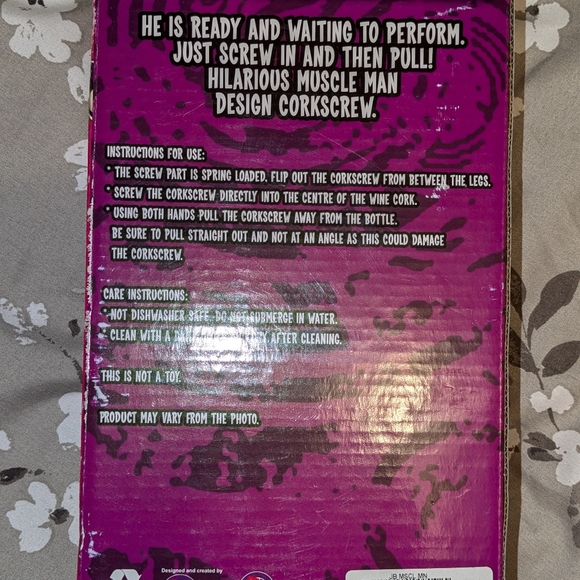 HE IS READY AND WAITING TO PERFORM.
JUST SCREW IN AND THEN PULL!
HILARIOUS MUSCLE MAN
DESIGN CORKSCREW.
INSTRUCTIONS FOR USE:
* THE SCREW PART IS SPRING LOADED. FLIP OUT THE CORKSCREW FROM BETWEEN THE LEGS.
* SCREW THE CORKSCREW DIRECTLY INTO THE CENTRE OF THE WINE CORK.
* USING BOTH HANDS PULL THE CORKSCREW AWAY FROM THE BOTTLE.
BE SURE TO PULL STRAIGHT OUT AND NOT AT AN ANGLE AS THIS COULD DAMAGE
THE CORKSCREW.
CARE INSTRUCTIONS:
* NOT DISHWASHER SAFE. DO NOT SUBMERGE IN WATER.
* CLEAN WITH A AFTER CLEANING.
THIS IS NOT A TOY.
PRODUCT MAY VARY FROM THE PHOTO.
Designed and created by
JB MSCL MN